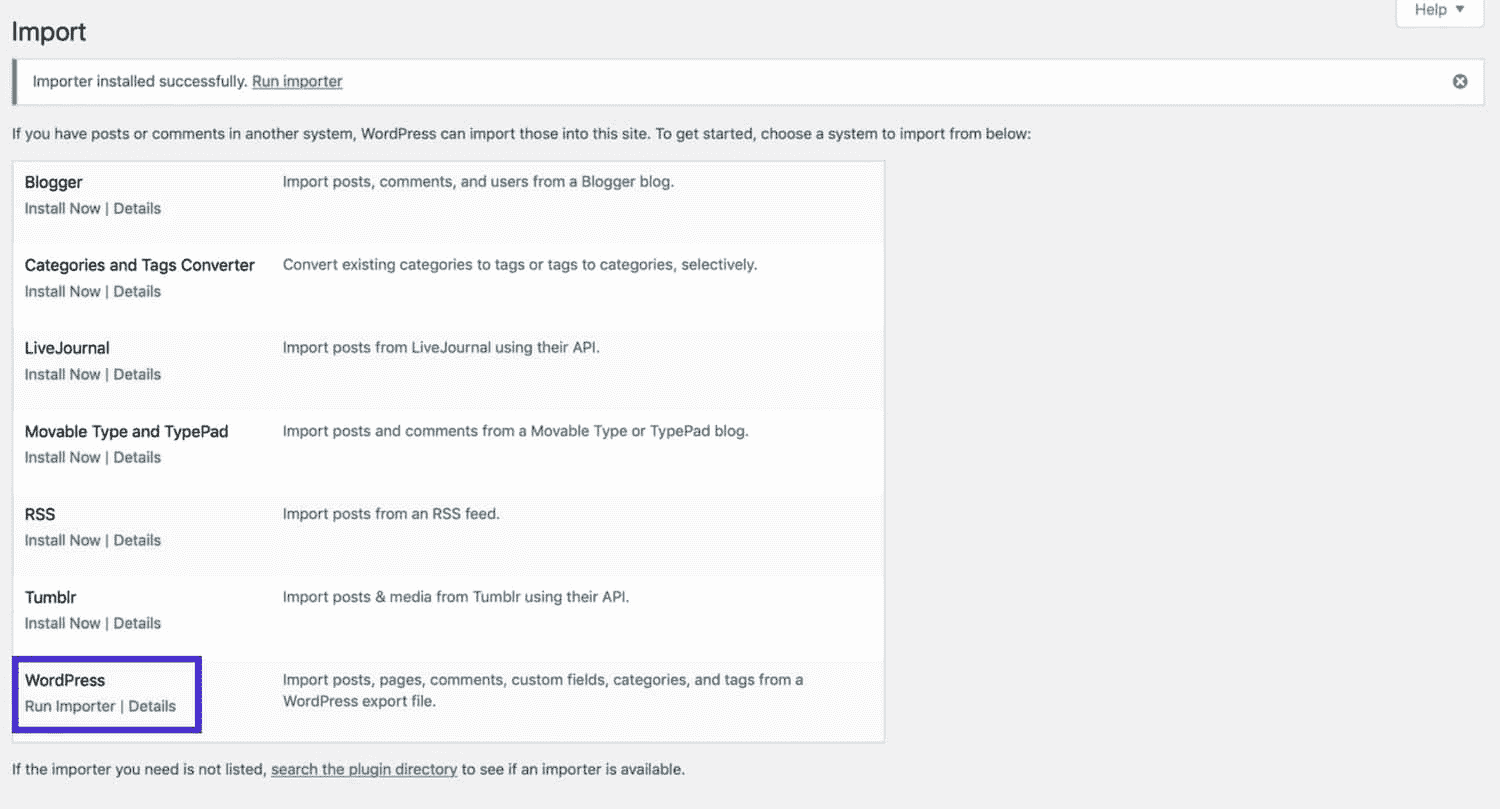 Help ▼
Import
Importer installed successfully. Run importer
If you have posts or comments in another system, WordPress can import those into this site. To get started, choose a system to import from below:
Blogger
Import posts, comments, and users from a Blogger blog.
Install Now | Details
Categories and Tags Converter
Convert existing categories to tags or tags to categories, selectively.
Install Now | Details
LiveJournal
Import posts from LiveJournal using their API.
Install Now | Details
Movable Type and TypePad
Import posts and comments from a Movable Type or TypePad blog.
Install Now | Details
RSS
Import posts from an RSS feed.
Install Now | Details
Tumblr
Import posts & media from Tumblr using their API.
Install Now | Details
WordPress
Import posts, pages, comments, custom fields, categories, and tags from a
WordPress export file.
Run Importer | Details
If the importer you need is not listed, search the plugin directory to see if an importer is available.